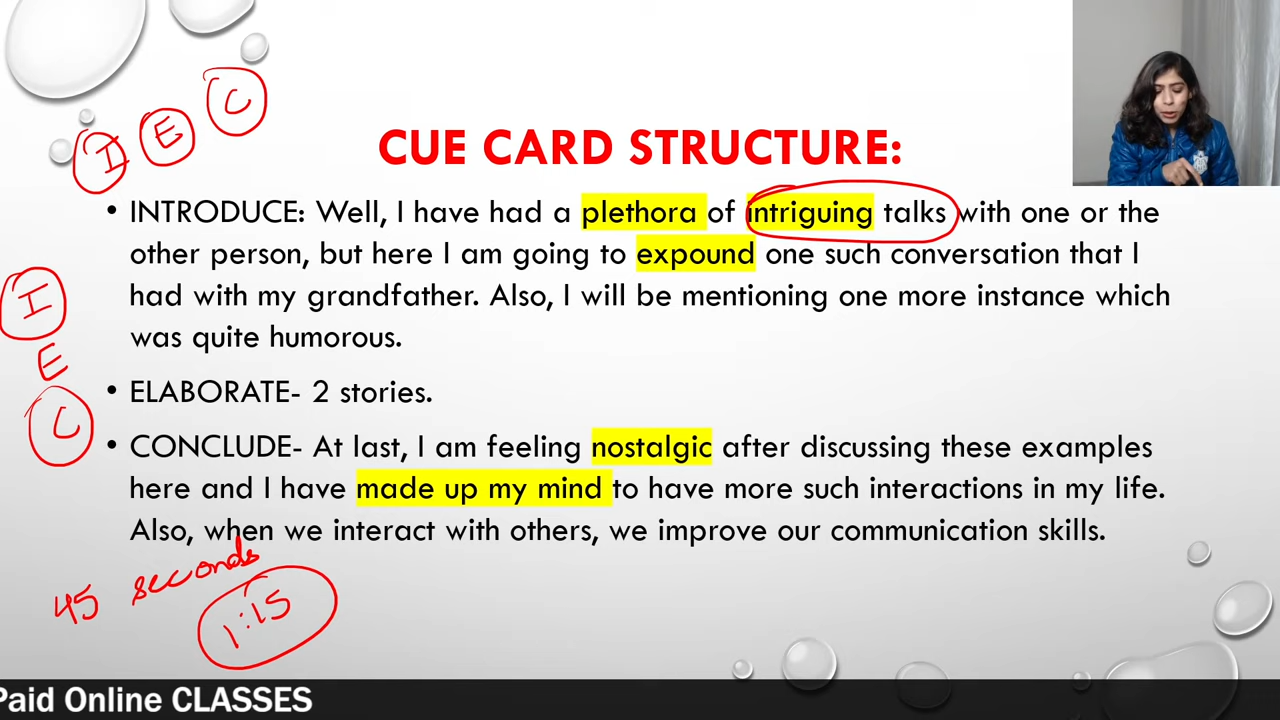 C
E
I
CUE CARD STRUCTURE:
• INTRODUCE: Well, I have had a plethora of intriguing talks with one or the
other person, but here I am going to expound one such conversation that I
had with my grandfather. Also, I will be mentioning one more instance which
was quite humorous.
I
E
C
• ELABORATE- 2 stories.
• CONCLUDE- At last, I am feeling nostalgic after discussing these examples
here and I have made up my mind to have more such interactions in my life.
Also, when we interact with others, we improve our communication skills.
45 seconds
1:15
Paid Online CLASSES